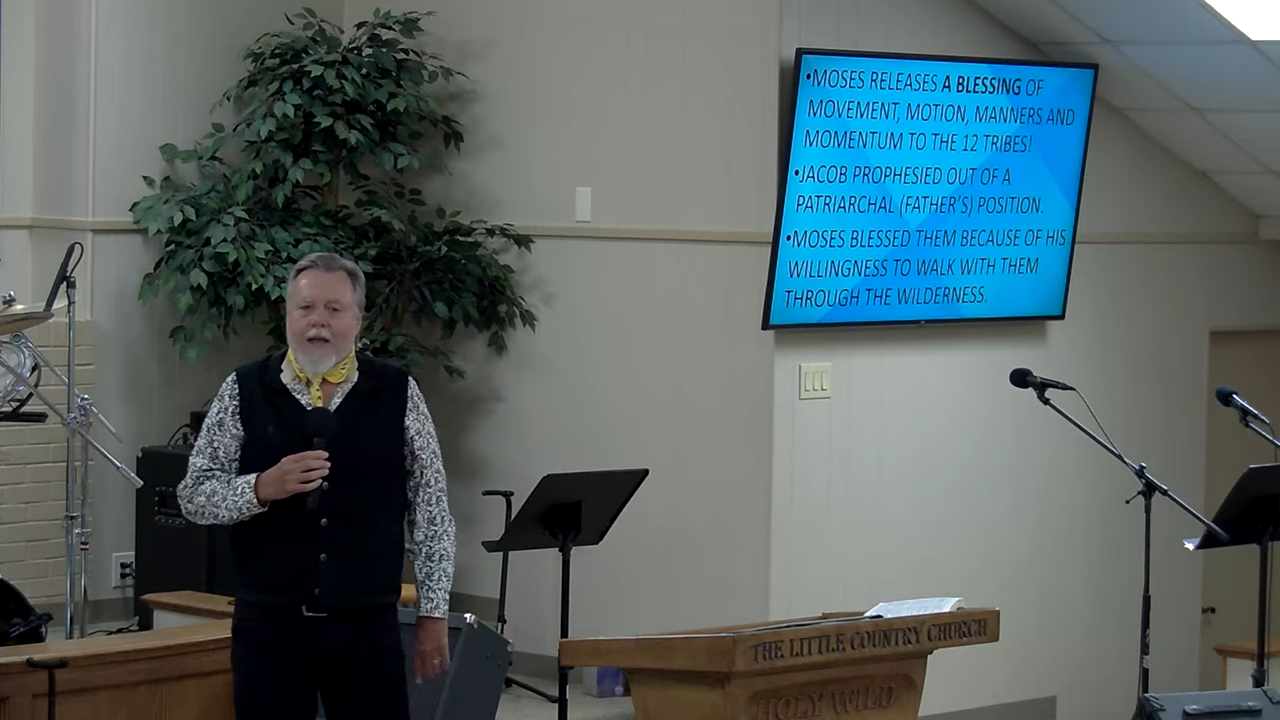 •MOSES RELEASES A BLESSING OF
MOVEMENT, MOTION, MANNERS AND
MOMENTUM TO THE 12 TRIBES!
•JACOB PROPHESIED OUT OF A
PATRIARCHAL (FATHER'S) POSITION.
•MOSES BLESSED THEM BECAUSE OF HIS
WILLINGNESS TO WALK WITH THEM
THROUGH THE WILDERNESS.
THE LITTLE COUNTRY CHURCH
HOLY WILD